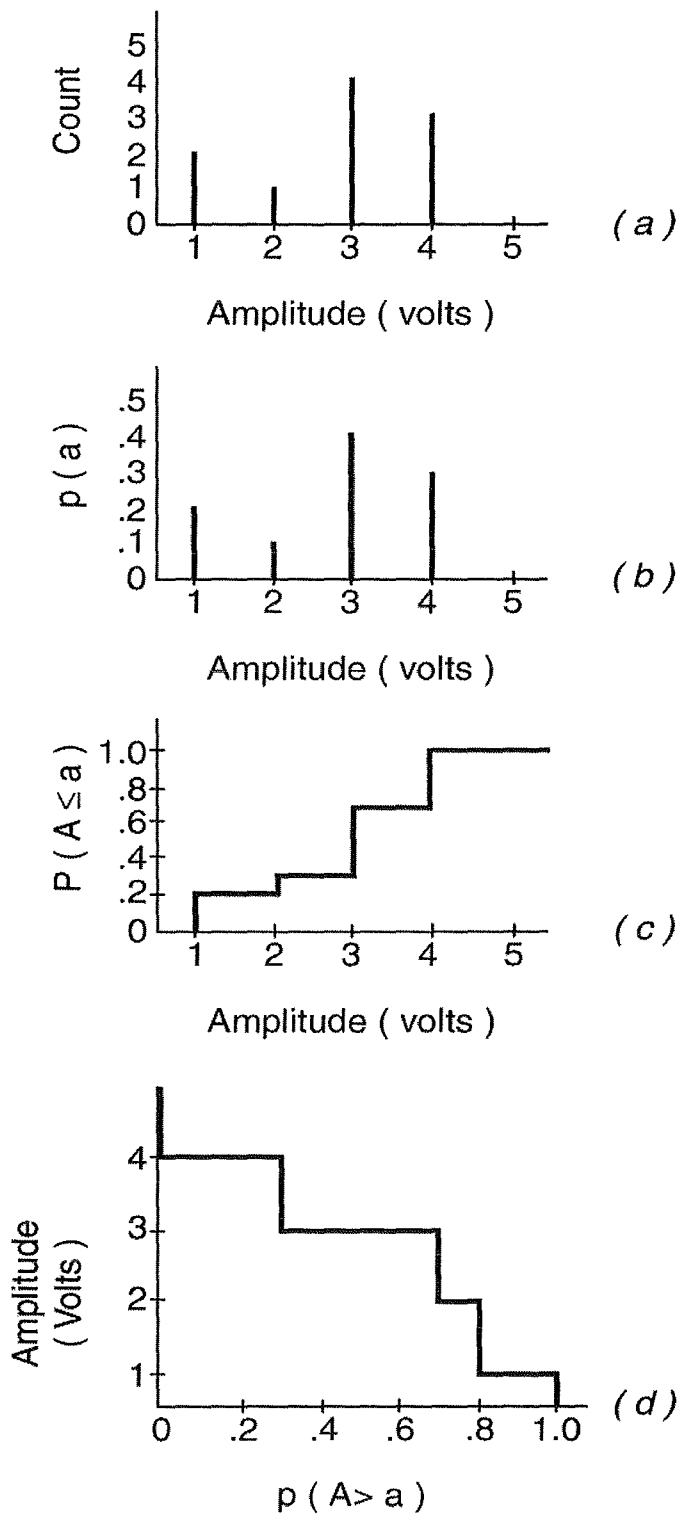 Count
5
4
3
2
1
0
1 2 3 4 5
(a)
Amplitude ( volts )
p ( a )
.5
.4
.3
.2
.1
0
1 2 3 4 5
(b)
Amplitude ( volts )
P ( A ≤ a )
1.0
.8
.6
.4
.2
0
1 2 3 4 5
(c)
Amplitude ( volts )
Amplitude
( Volts )
4
3
2
1
0 .2 .4 .6 .8 1.0
(d)
p ( A> a )